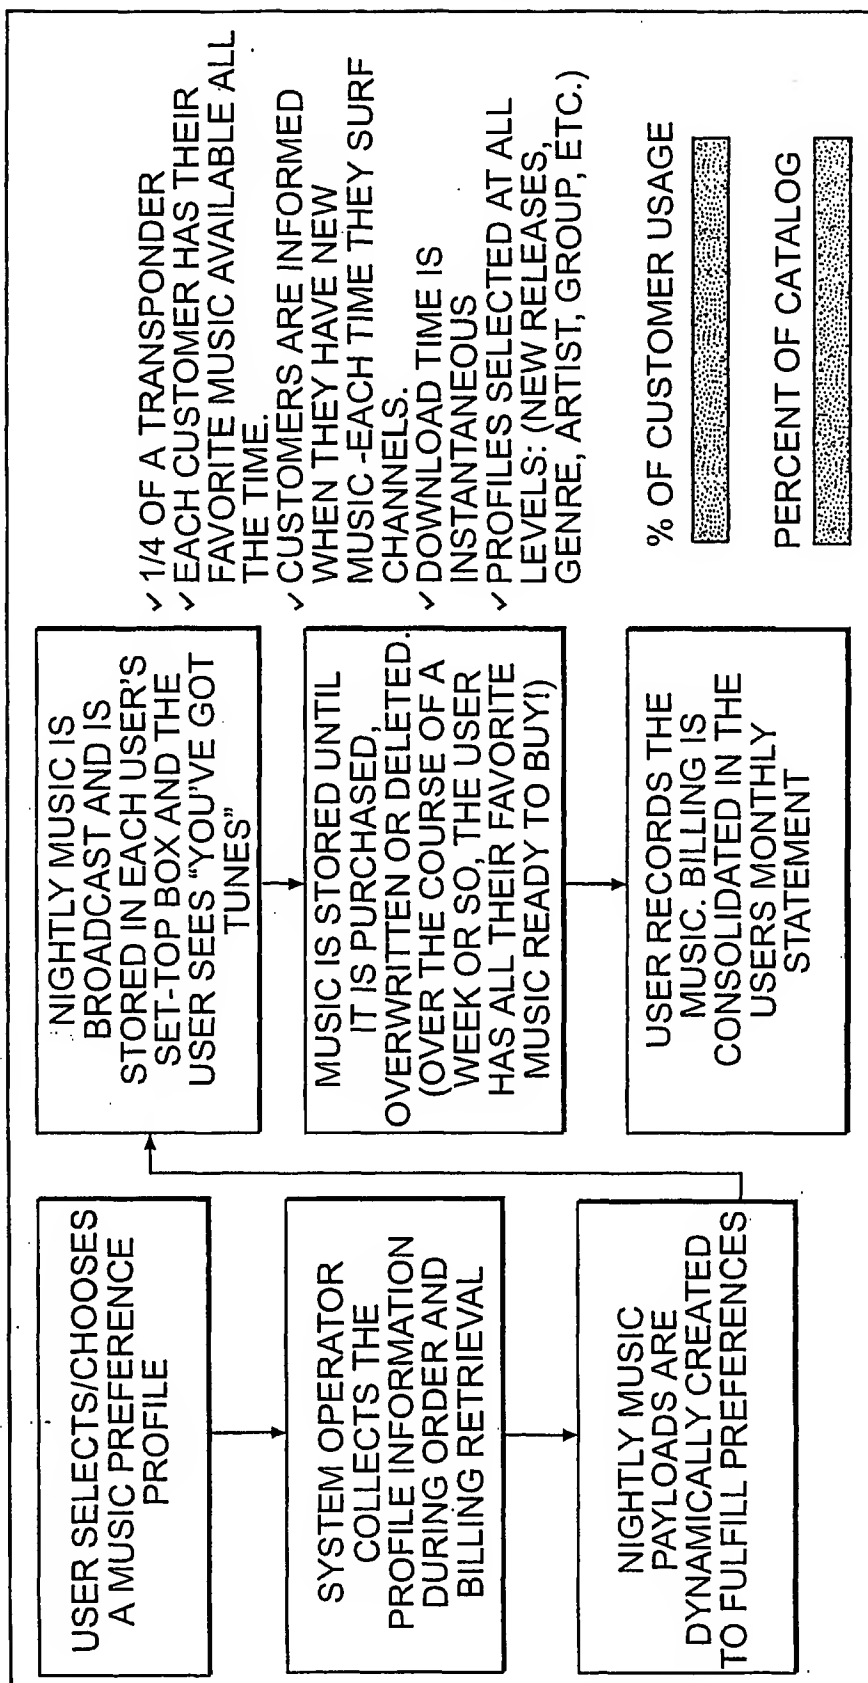 USER SELECTS/CHOOSES
A MUSIC PREFERENCE
PROFILE
SYSTEM OPERATOR
COLLECTS THE
PROFILE INFORMATION
DURING ORDER AND
BILLING RETRIEVAL
NIGHTLY MUSIC
PAYLOADS ARE
DYNAMICALLY CREATED
TO FULFILL PREFERENCES
NIGHTLY MUSIC IS
BROADCAST AND IS
STORED IN EACH USER'S
SET-TOP BOX AND THE
USER SEES "YOU'VE GOT
TUNES"
MUSIC IS STORED UNTIL
IT IS PURCHASED,
OVERWRITTEN OR DELETED.
(OVER THE COURSE OF A
WEEK OR SO, THE USER
HAS ALL THEIR FAVORITE
MUSIC READY TO BUY!)
USER RECORDS THE
MUSIC. BILLING IS
CONSOLIDATED IN THE
USERS MONTHLY
STATEMENT
✓ 1/4 OF A TRANSPONDER
✓ EACH CUSTOMER HAS THEIR
FAVORITE MUSIC AVAILABLE ALL
THE TIME.
✓ CUSTOMERS ARE INFORMED
WHEN THEY HAVE NEW
MUSIC -EACH TIME THEY SURF
CHANNELS.
✓ DOWNLOAD TIME IS
INSTANTANEOUS
✓ PROFILES SELECTED AT ALL
LEVELS: (NEW RELEASES,
GENRE, ARTIST, GROUP, ETC.)
% OF CUSTOMER USAGE
PERCENT OF CATALOG